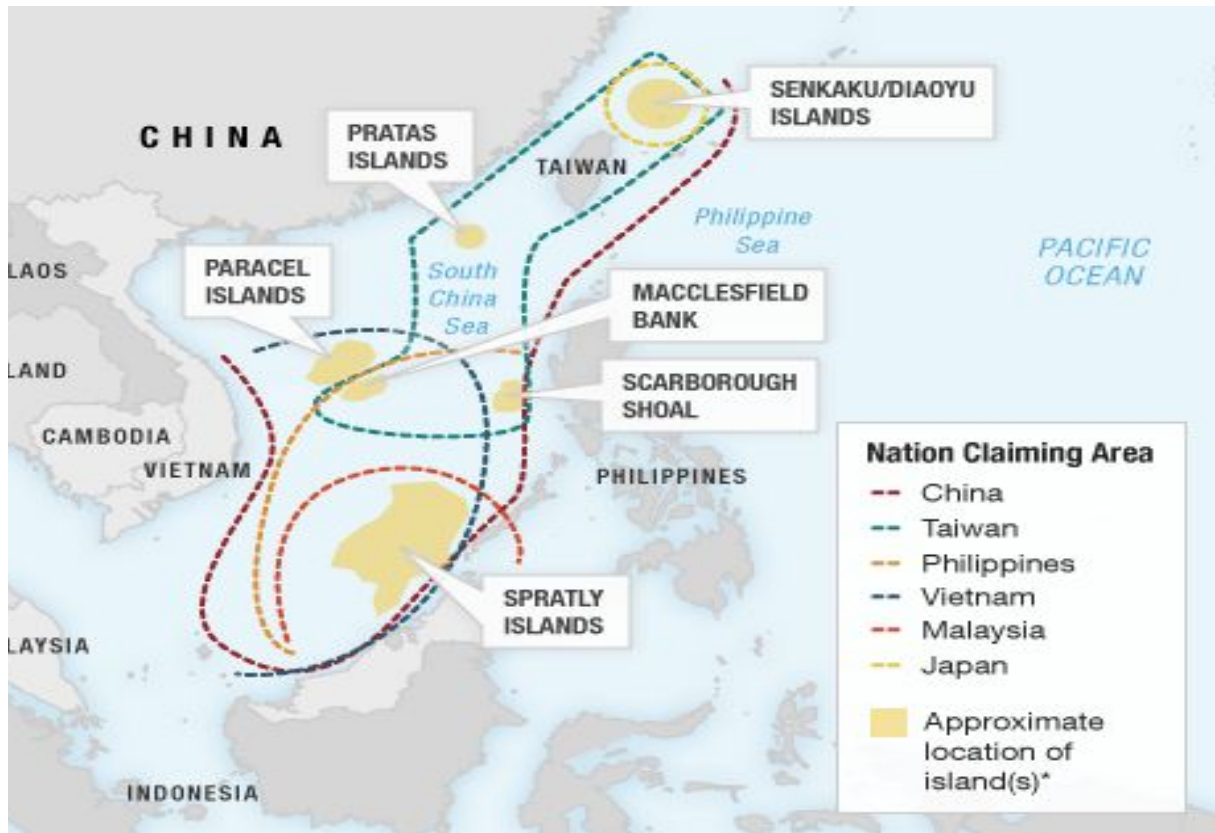 SENKAKU/DIAOYU
ISLANDS
CHINA
PRATAS
ISLANDS
TAIWAN
Philippine
Sea
PACIFIC
OCEAN
LAOS
PARACEL
ISLANDS
South
China
Sea
MACCLESFIELD
BANK
LAND
SCARBOROUGH
SHOAL
CAMBODIA
VIETNAM
PHILIPPINES
SPRATLY
ISLANDS
LAYSIA
INDONESIA
Nation Claiming Area
China
Taiwan
Philippines
Vietnam
Malaysia
Japan
Approximate
location of
island(s)*